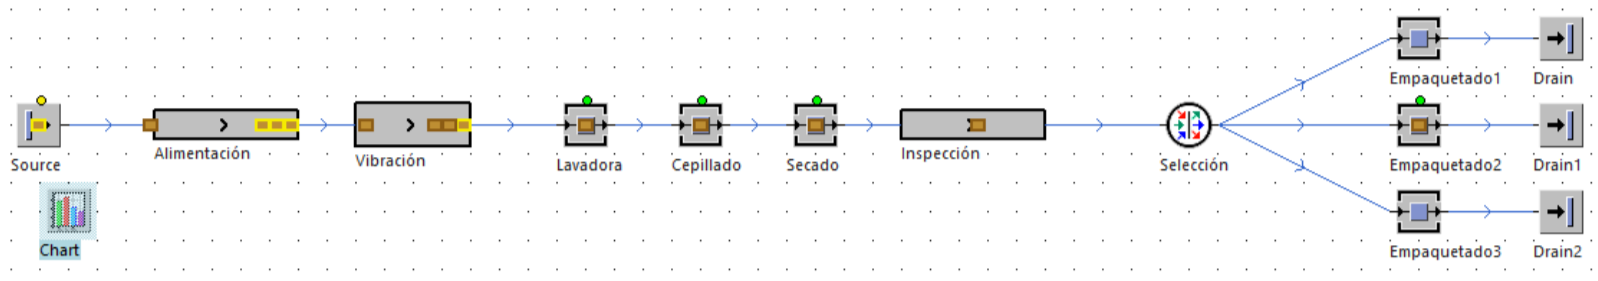 Empaquetado1
Drain
Source
Alimentación
Vibración
Lavadora
Cepillado
Secado
Inspección
Selección
Empaquetado2
Drain1
Chart
Empaquetado3
Drain2